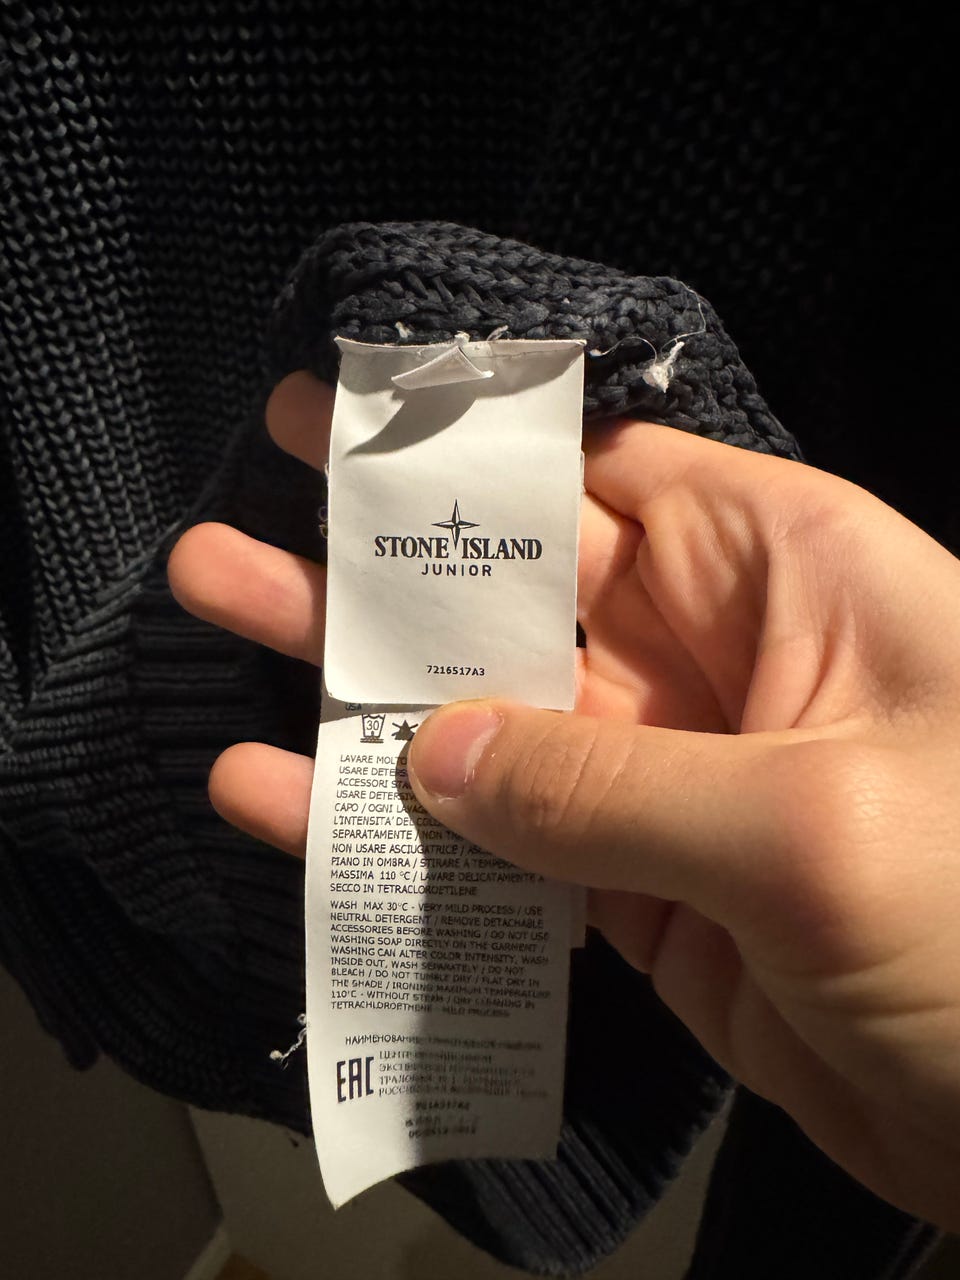 STONE ISLAND
JUNIOR
7216517A3
USA
30
LAVARE MOLTO
USARE DETERS
ACCESSORI
USARE DETERSIV
CAPO / OGNI LAVAG
L'INTENSITA' DEL COL
SEPARATAMENTE / NON
NON USARE ASCIUGATRICE /
PIANO IN OMBRA / STIRARE A TEMPERA
MASSIMA 110 °C / LAVARE DELICATAMENTE A
SECCO IN TETRACLOROETILENE
WASH MAX 30°C - VERY MILD PROCESS / USE
NEUTRAL DETERGENT / REMOVE DETACHABLE
ACCESSORIES BEFORE WASHING / DO NOT USE
WASHING SOAP DIRECTLY ON THE GARMENT /
WASHING CAN ALTER COLOR INTENSITY, WASH
INSIDE OUT, WASH SEPARATELY / DO NOT
BLEACH / DO NOT TUMBLE DRY / FLAT DRY IN
THE SHADE / IRONING MAXIMUM TEMPERATURE
110°C - WITHOUT STEAM / DRY CLEANING IN
TETRACHLOROETHENE - MILD PROCESS
EAC